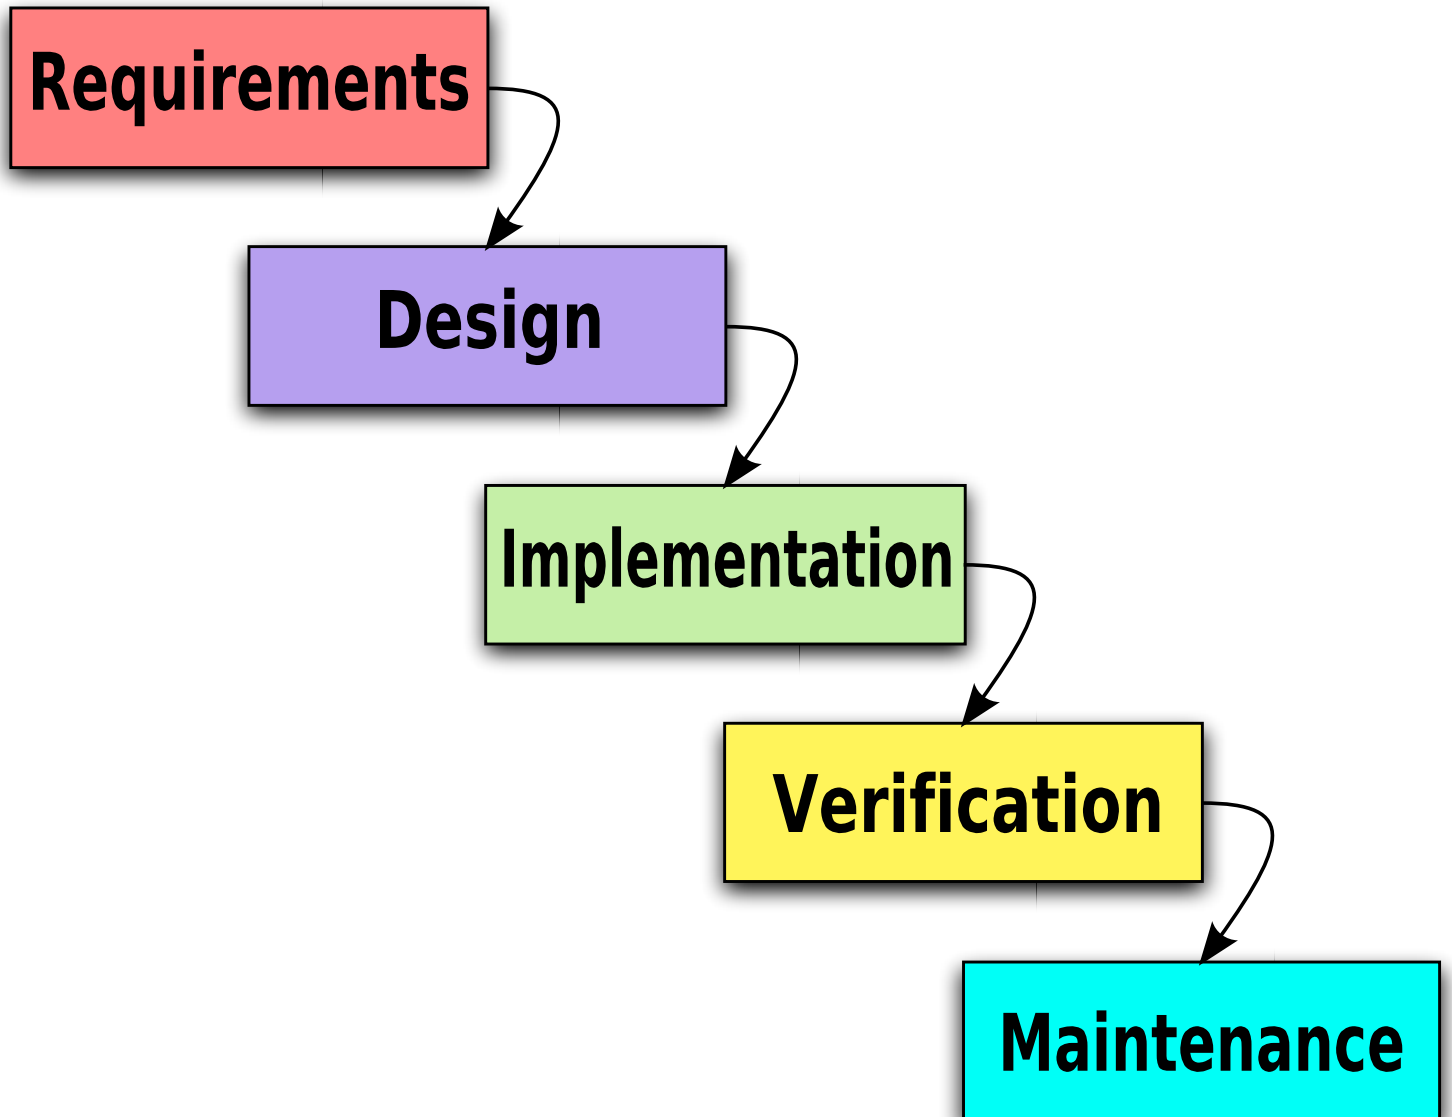 Requirements
Design
Implementation
Verification
Maintenance